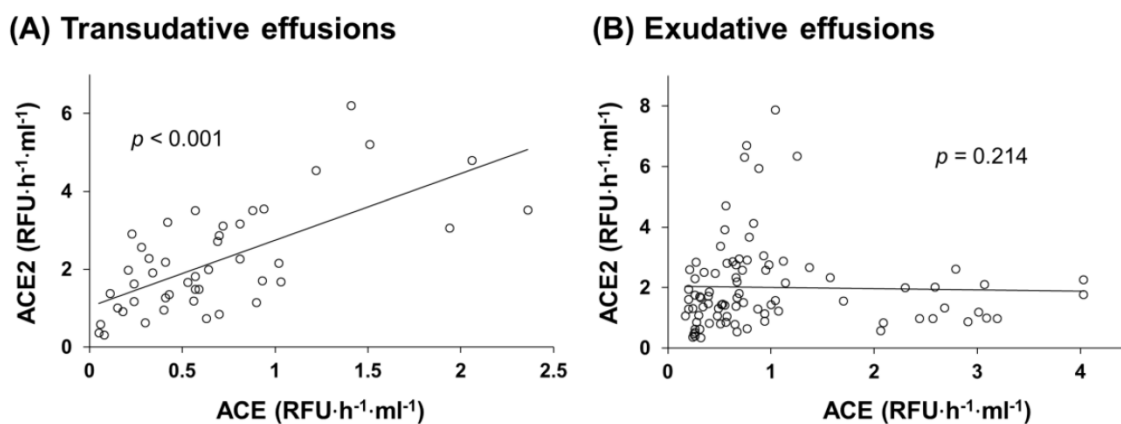 (A) Transudative effusions
ACE2 (RFU·h⁻¹·ml⁻¹)
6
4
2
0
p < 0.001
0 0.5 1 1.5 2 2.5
ACE (RFU·h⁻¹·ml⁻¹)
(B) Exudative effusions
ACE2 (RFU·h⁻¹·ml⁻¹)
8
6
4
2
0
p = 0.214
0 1 2 3 4
ACE (RFU·h⁻¹·ml⁻¹)